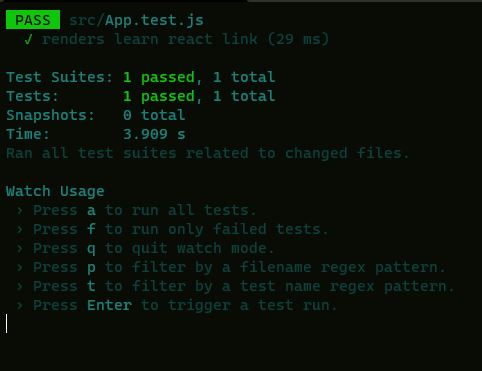 PASS src/App.test.js
✓ renders learn react link (29 ms)
Test Suites: 1 passed, 1 total
Tests: 1 passed, 1 total
Snapshots: 0 total
Time: 3.909 s
Ran all test suites related to changed files.
Watch Usage
› Press a to run all tests.
› Press f to run only failed tests.
› Press q to quit watch mode.
› Press p to filter by a filename regex pattern.
› Press t to filter by a test name regex pattern.
› Press Enter to trigger a test run.